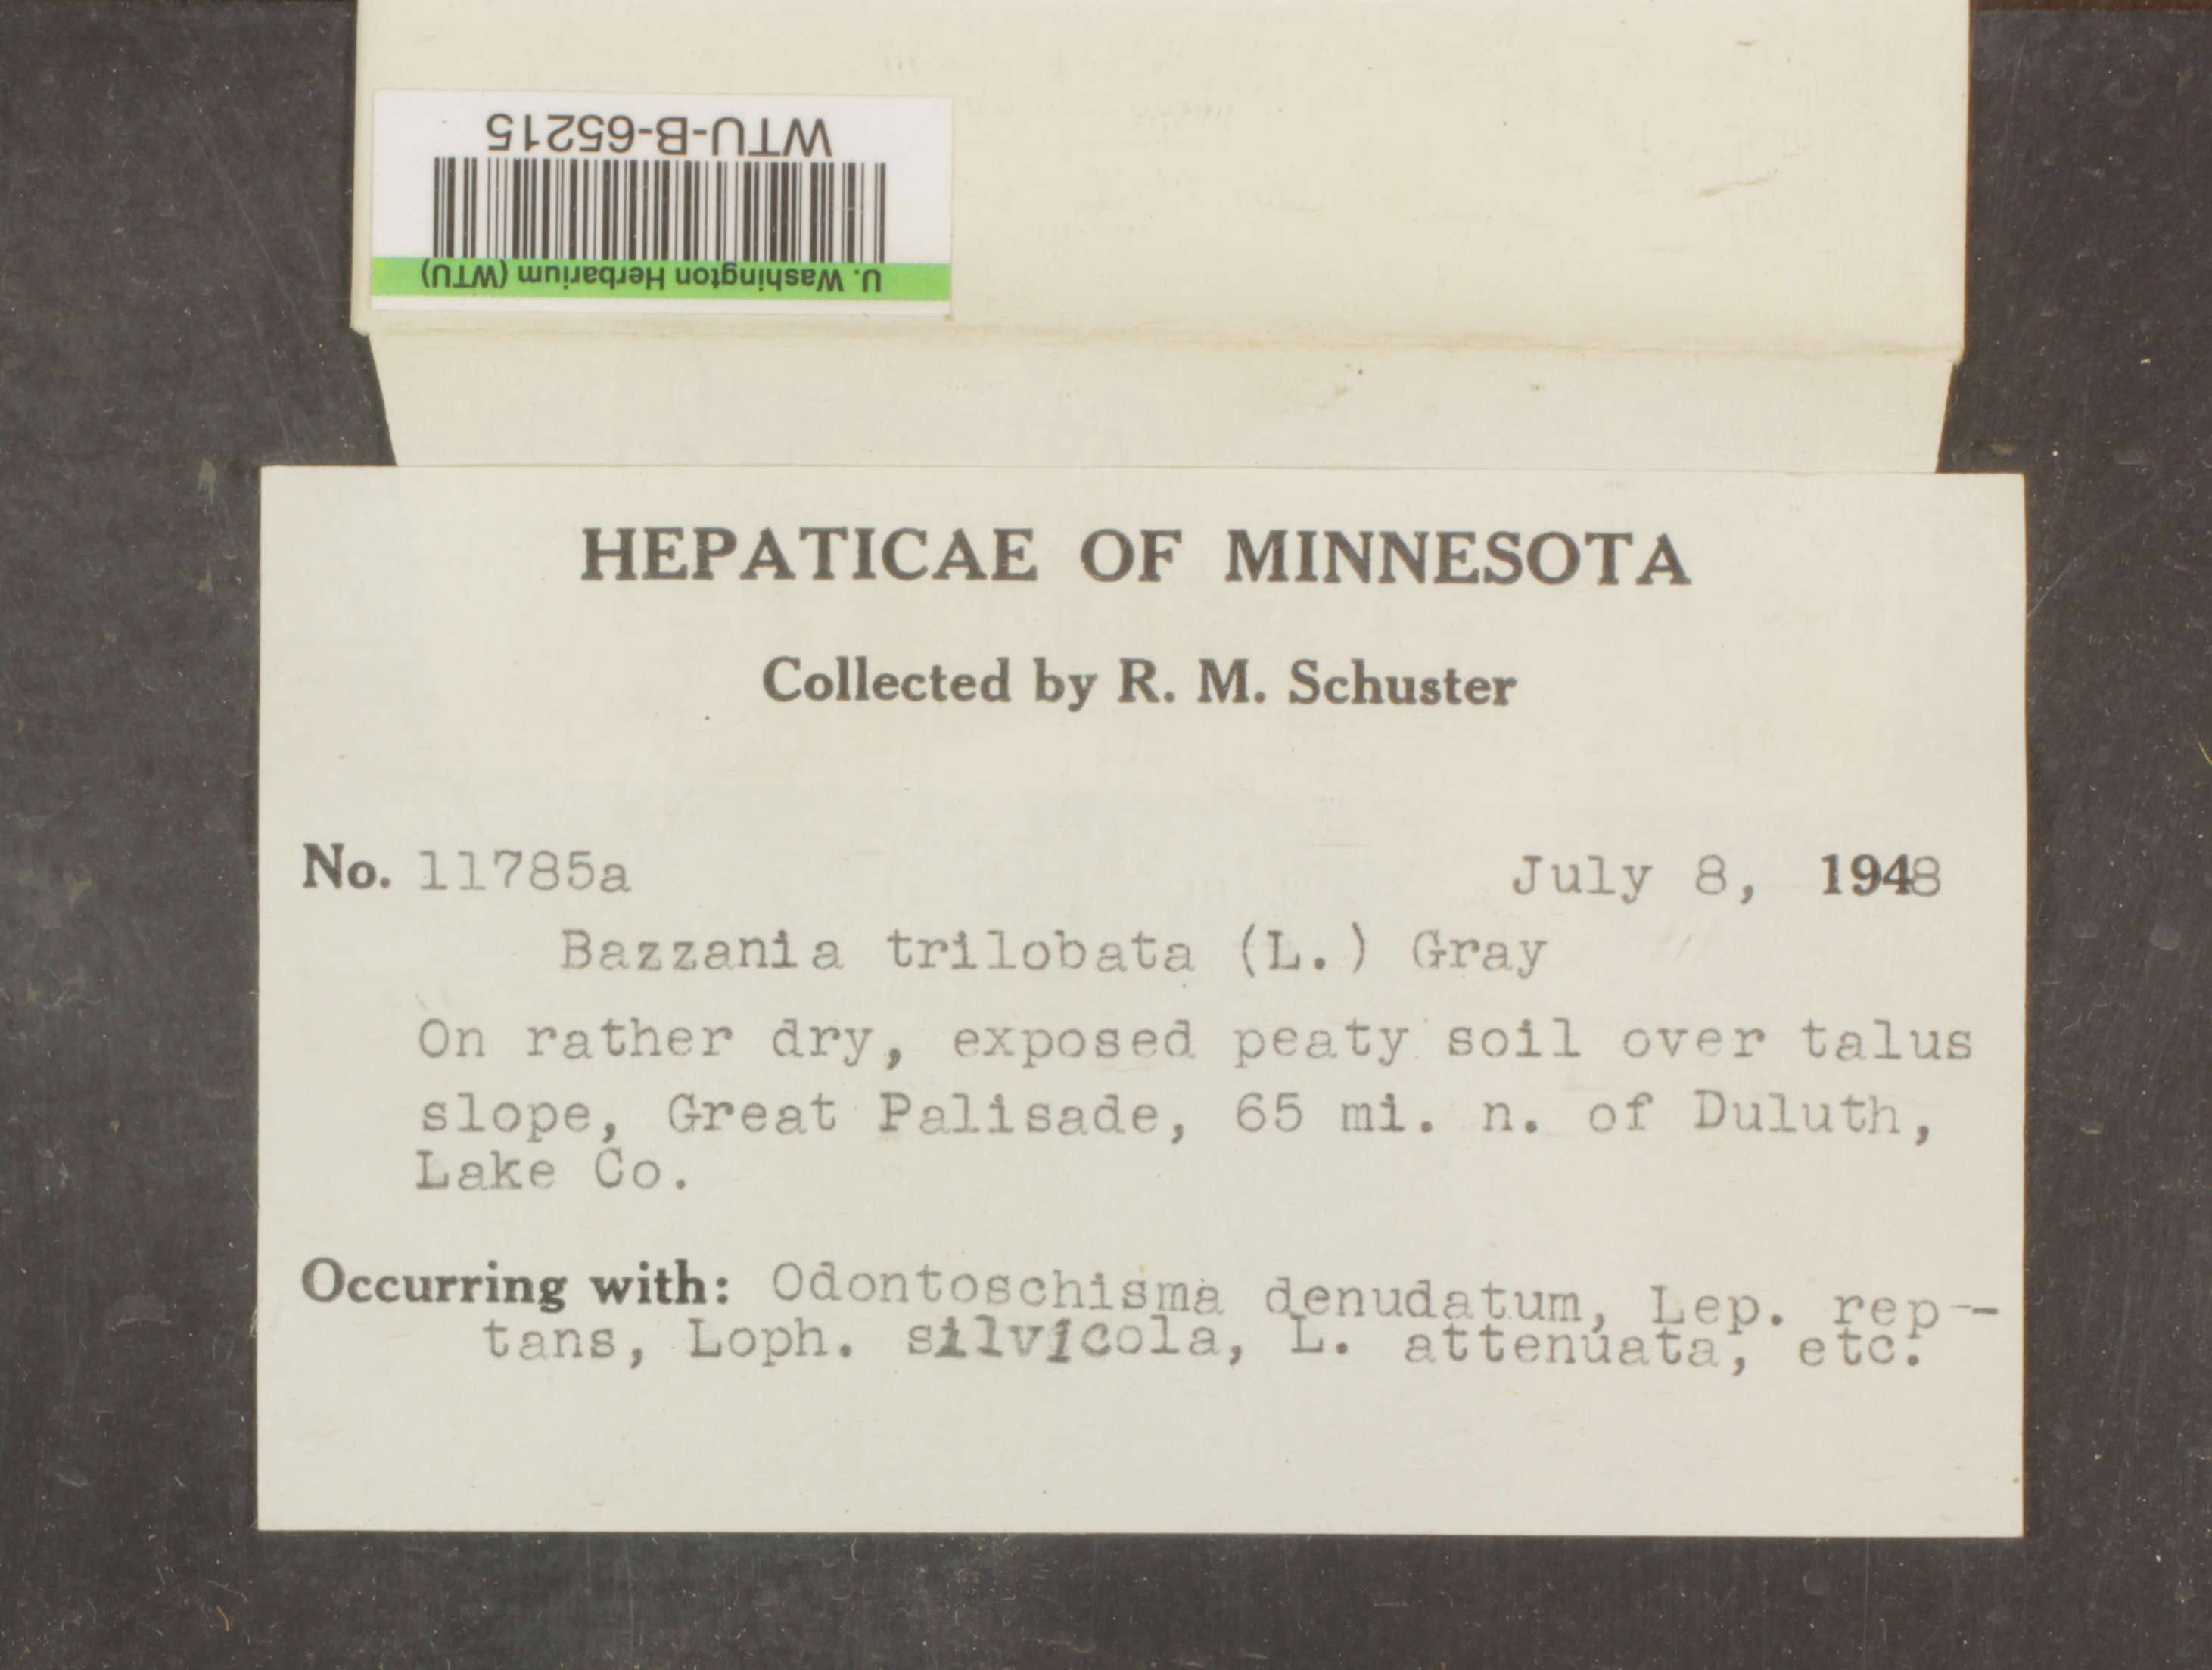 WTU-B-65215
U. Washington Herbarium (WTU)
HEPATICAE OF MINNESOTA
Collected by R. M. Schuster
No. 11785a July 8, 1948
Bazzania trilobata (L.) Gray
On rather dry, exposed peaty soil over talus
slope, Great Palisade, 65 mi. n. of Duluth,
Lake Co.
Occurring with: Odontoschisma denudatum, Lep. rep--
tans, Loph. silvicola, L. attenuata, etc.